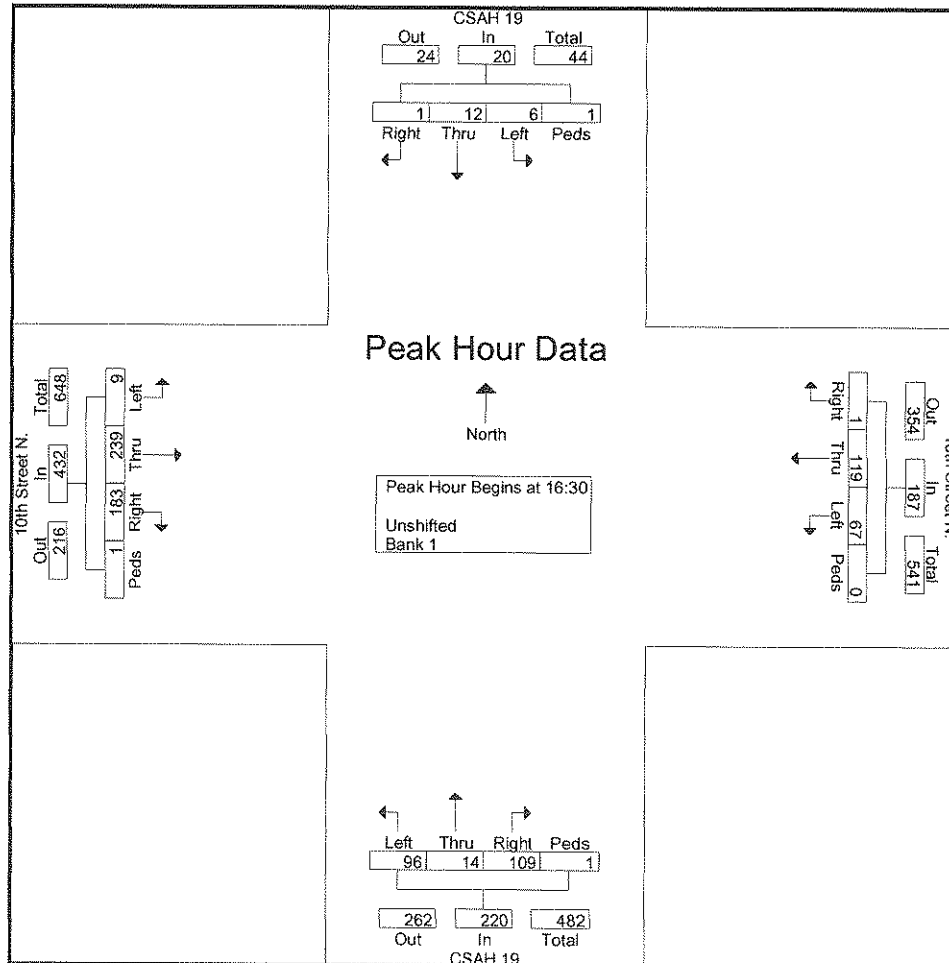 CSAH 19
Out In Total
24 20 44
1 12 6 1
Right Thru Left Peds
Peak Hour Data
North
Peak Hour Begins at 16:30
Unshifted
Bank 1
10th Street N.
Out In Total
216 432 648
1 183 239 9
Peds Right Thru Left
Out In Total
354 187 541
1 119 67 0
Right Thru Left Peds
Left Thru Right Peds
96 14 109 1
262 220 482
Out In Total
CSAH 19